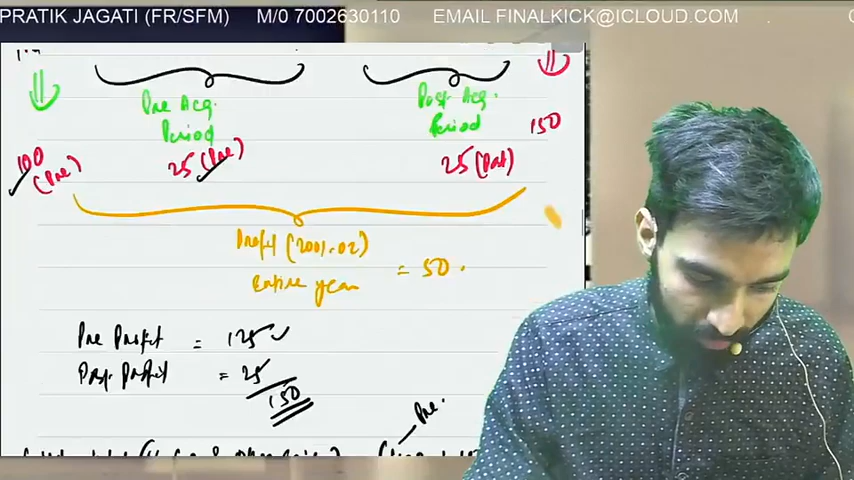 PRATIK JAGATI (FR/SFM) M/0 7002630110 EMAIL FINALKICK@ICLOUD.COM
Pre Acq. Period
Post Acq. Period
150
100 (Pre)
25 (Pre)
25 (Post)
Profit (2001-02)
entire year = 50.
Pre Profit = 125
Post. Profit = 25
150
Pre.